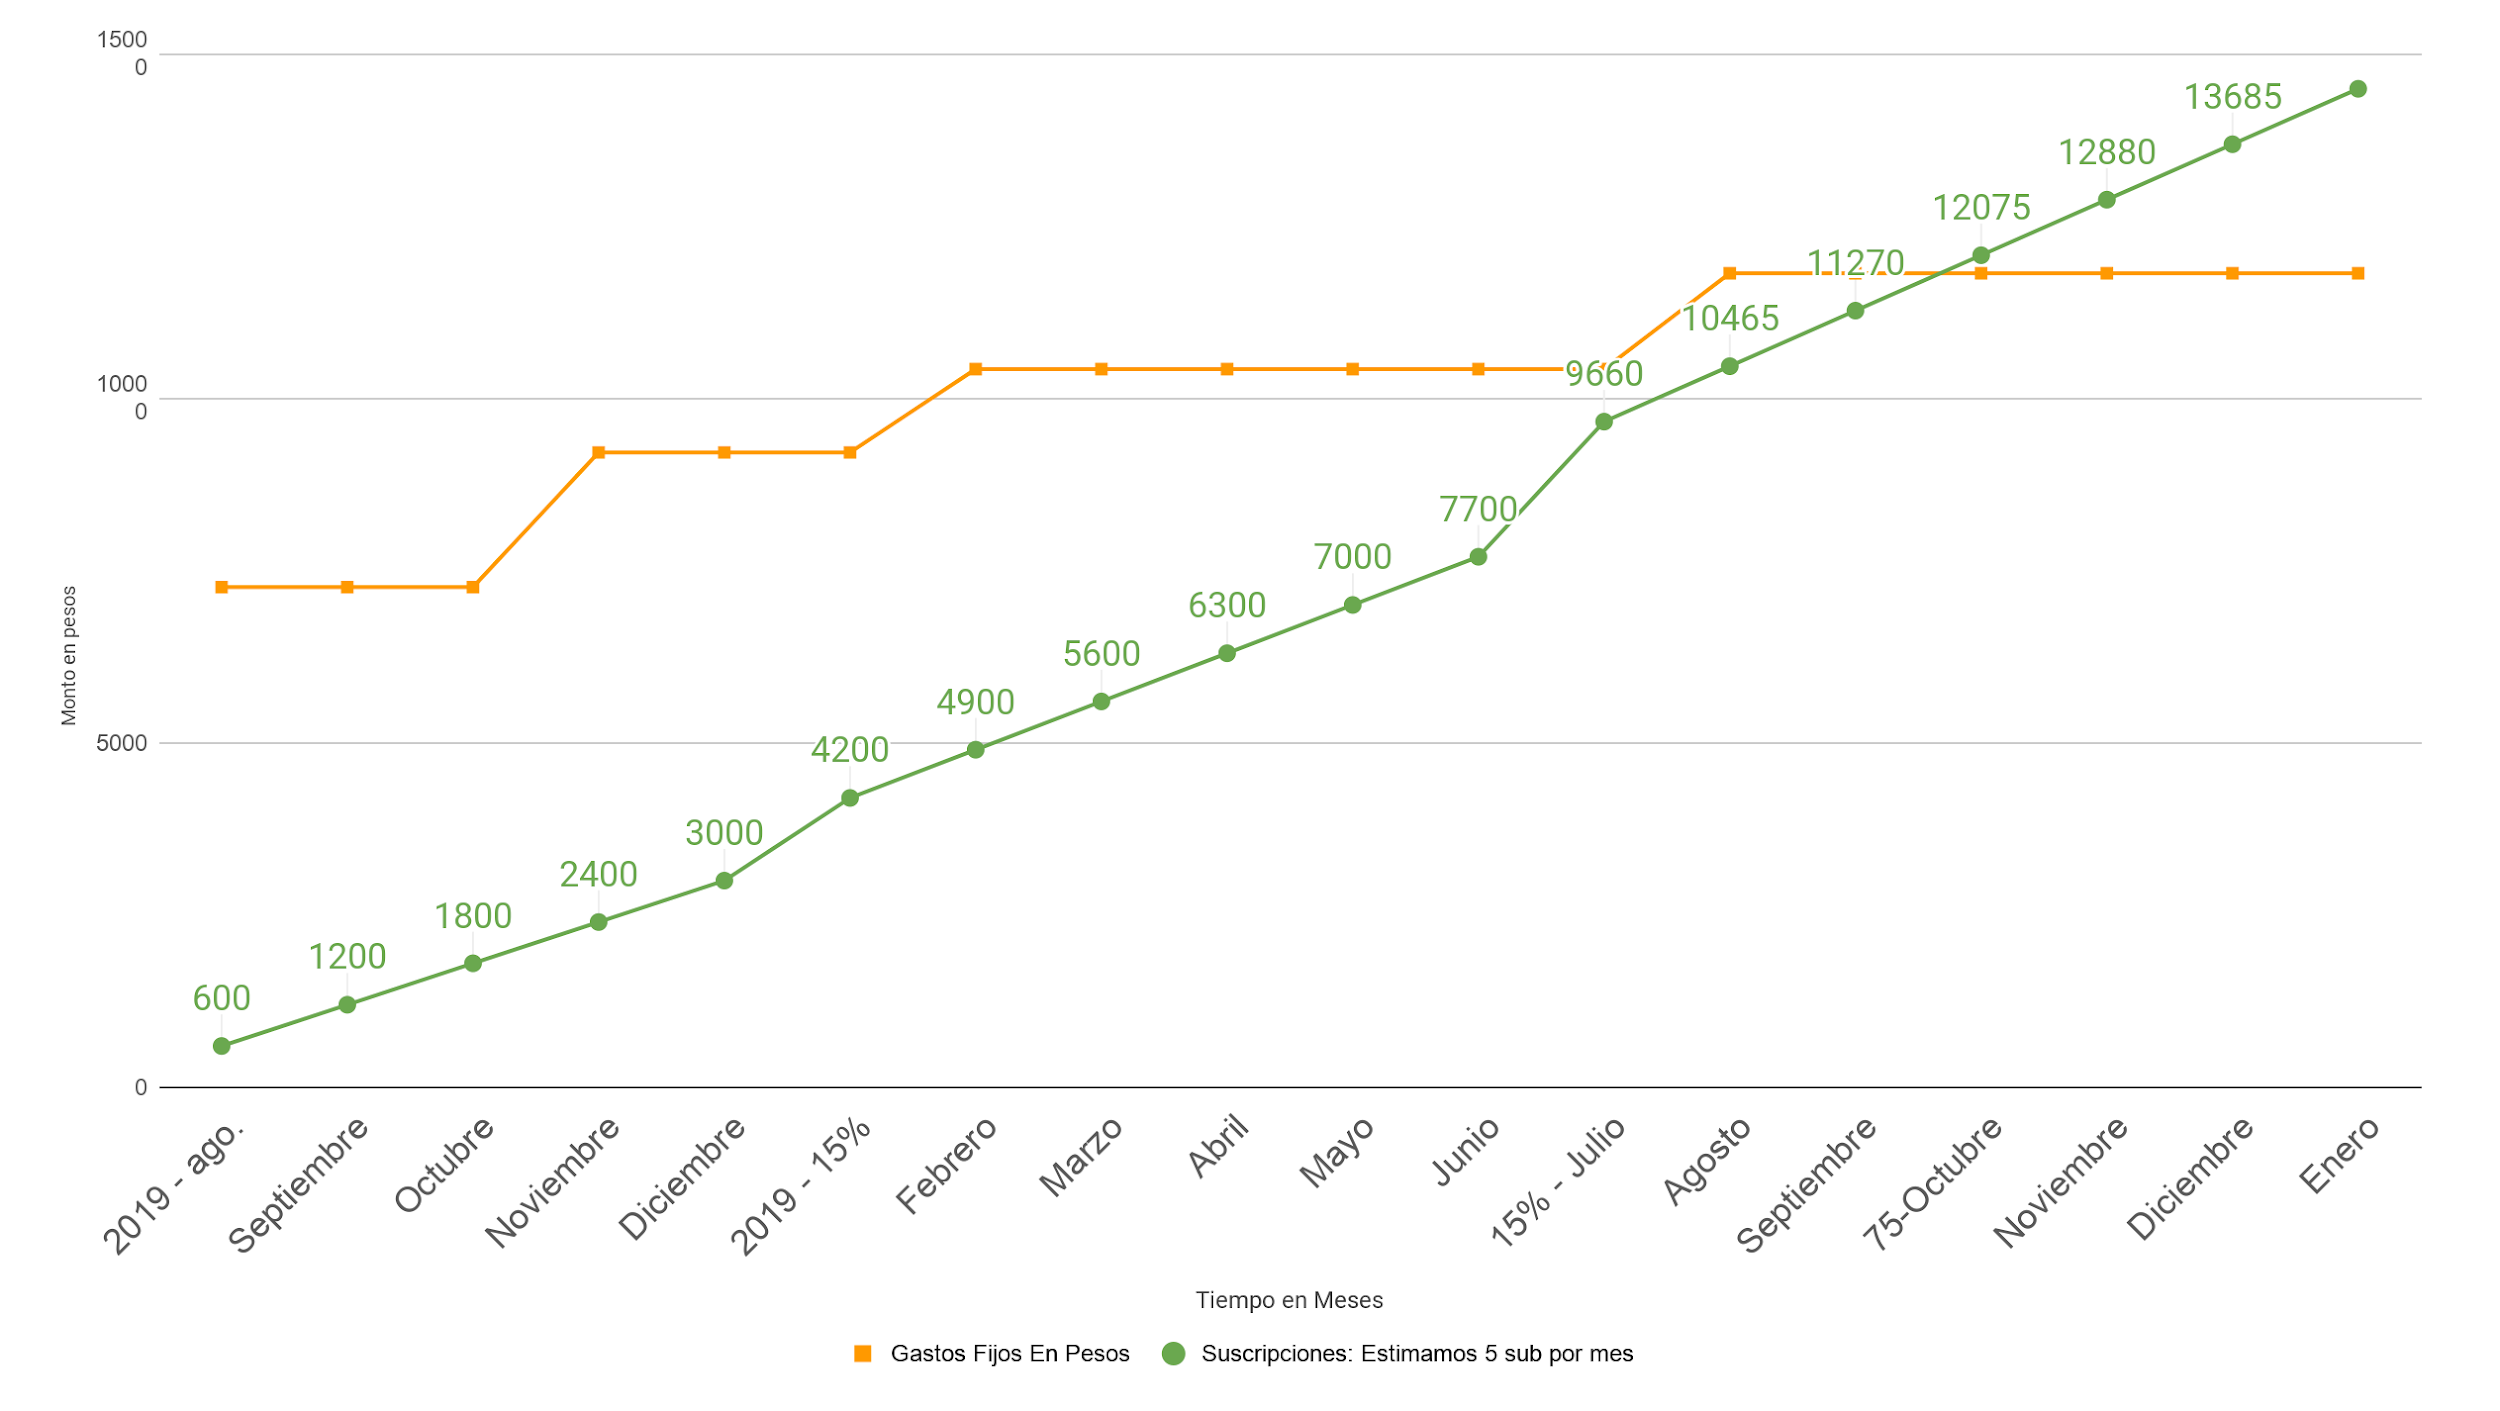 1500
0
1000
0
5000
0
Monto en pesos
600
1200
1800
2400
3000
4200
4900
5600
6300
7000
7700
9660
10465
11270
12075
12880
13685
2019 - ago.
Septiembre
Octubre
Noviembre
Diciembre
2019 - 15%
Febrero
Marzo
Abril
Mayo
Junio
15% - Julio
Agosto
Septiembre
75-Octubre
Noviembre
Diciembre
Enero
Tiempo en Meses
Gastos Fijos En Pesos
Suscripciones: Estimamos 5 sub por mes